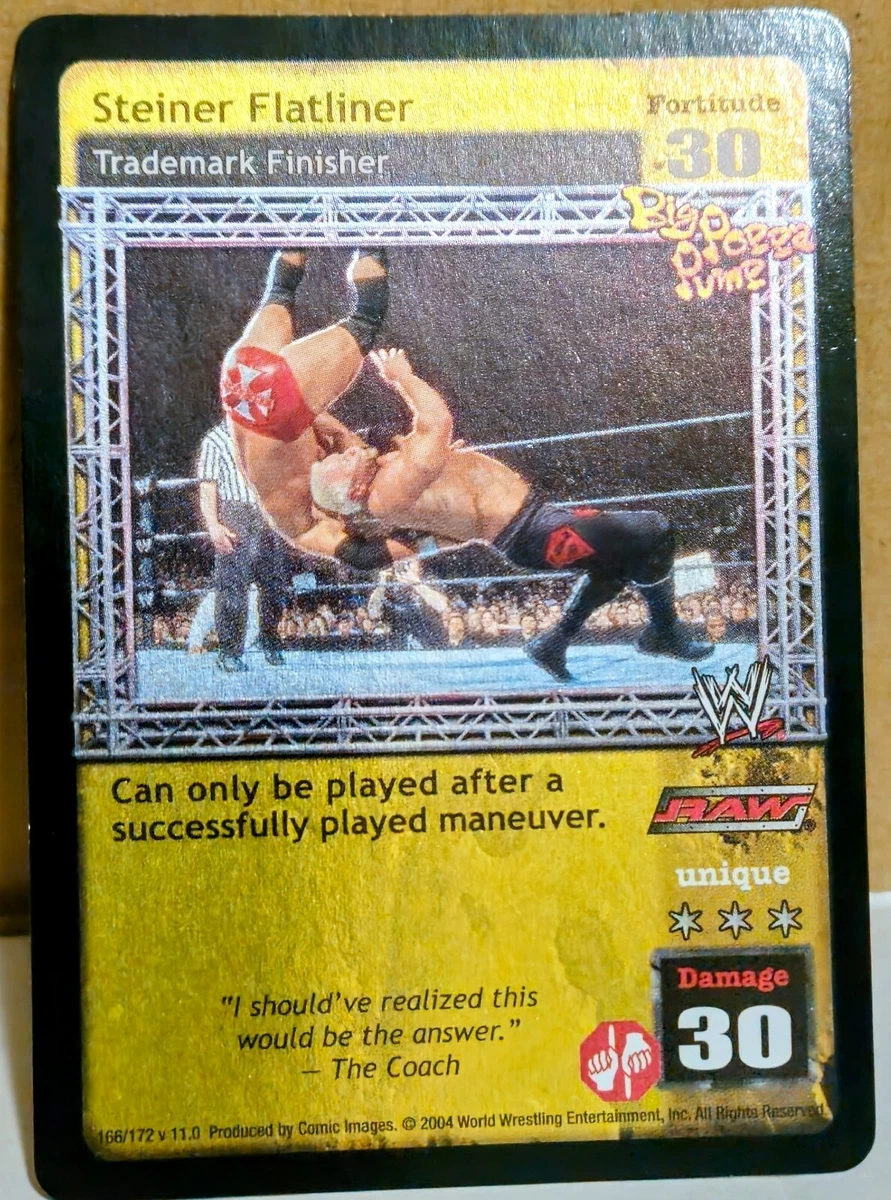 Steiner Flatliner
Fortitude
30
Trademark Finisher
Big
Poppa
Pump
W
Can only be played after a
successfully played maneuver.
RAW®
unique
Damage
30
"I should've realized this
would be the answer."
– The Coach
166/172 v 11.0 Produced by Comic Images. © 2004 World Wrestling Entertainment, Inc. All Rights Reserved.